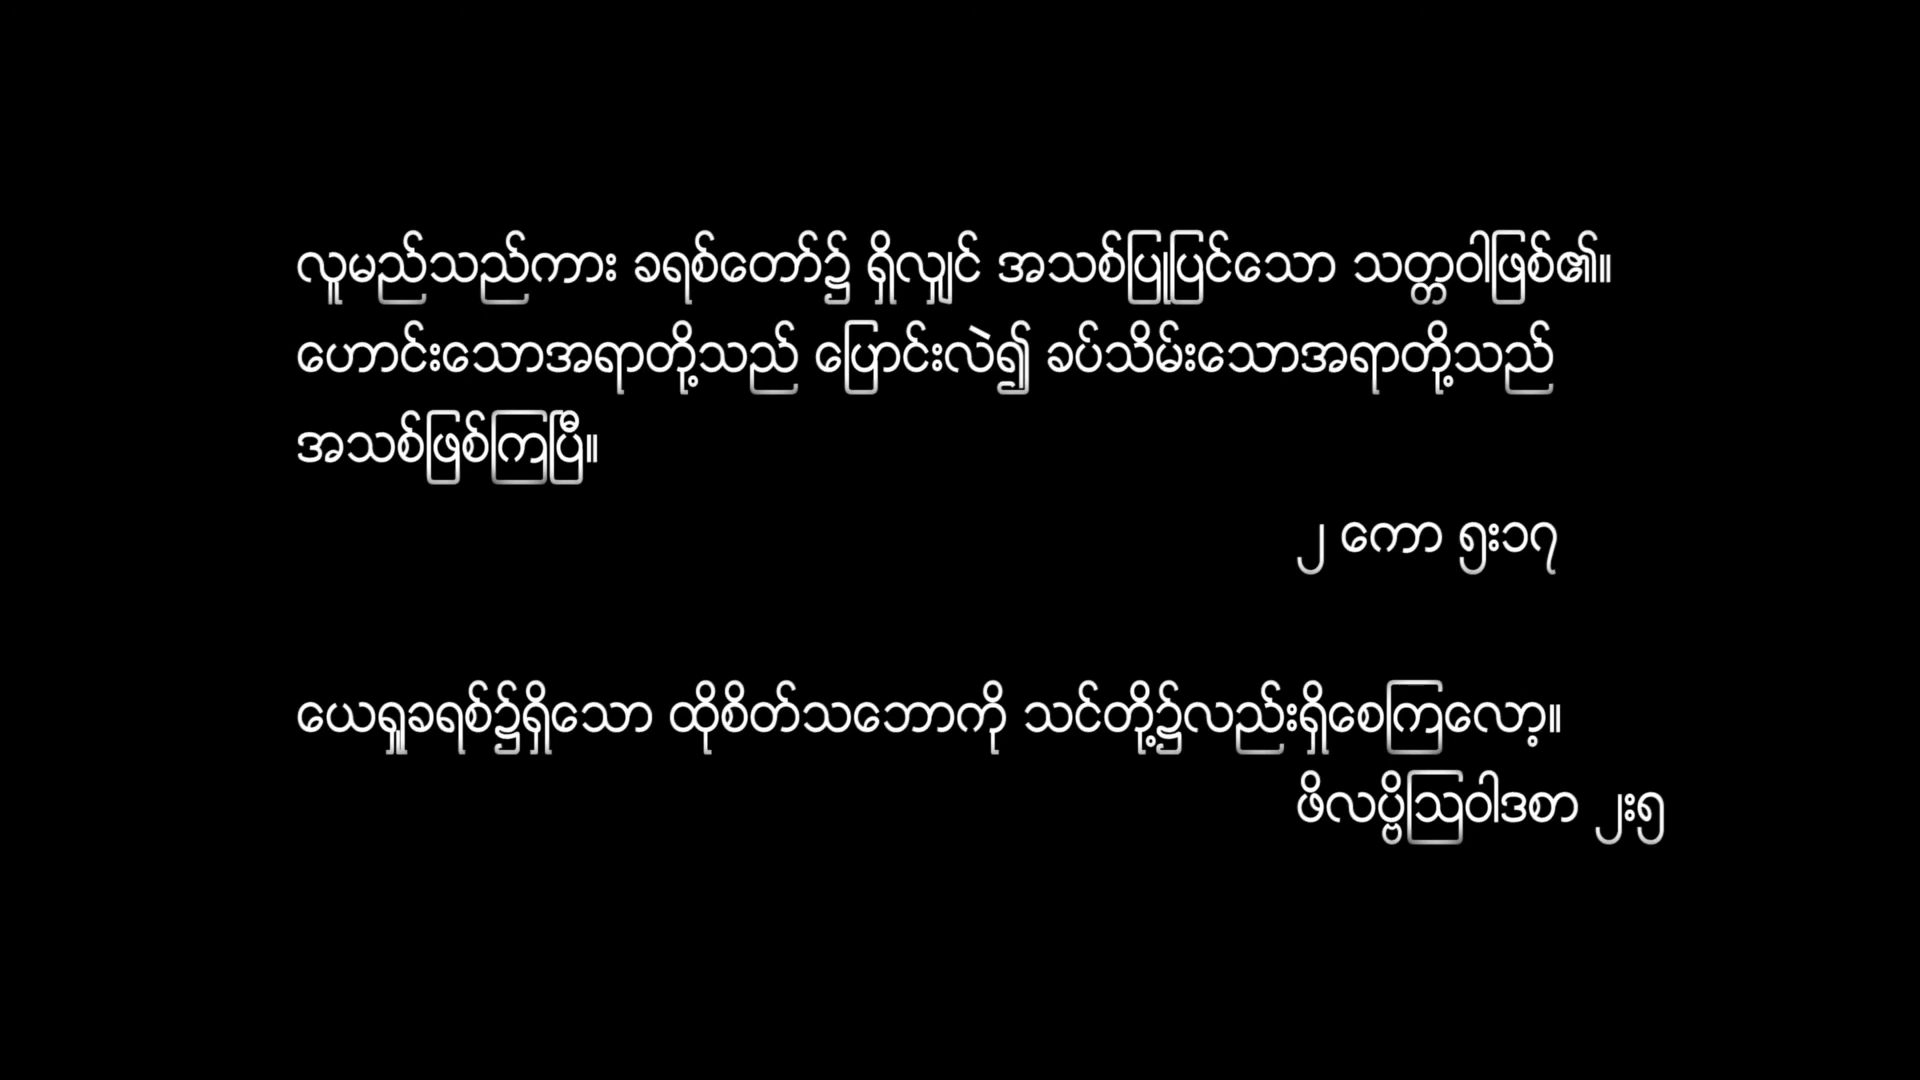 လူမည်သည်ကား ခရစ်တော်၌ ရှိလျှင် အသစ်ပြုပြင်သော သတ္တဝါဖြစ်၏။
ဟောင်းသောအရာတို့သည် ပြောင်းလဲ၍ ခပ်သိမ်းသောအရာတို့သည်
အသစ်ဖြစ်ကြပြီ။
၂ ကော ၅း၁၇
ယေရှုခရစ်၌ရှိသော ထိုစိတ်သဘောကို သင်တို့၌လည်းရှိစေကြလော့။
ဖိလပ္ပိဩဝါဒစာ ၂း၅